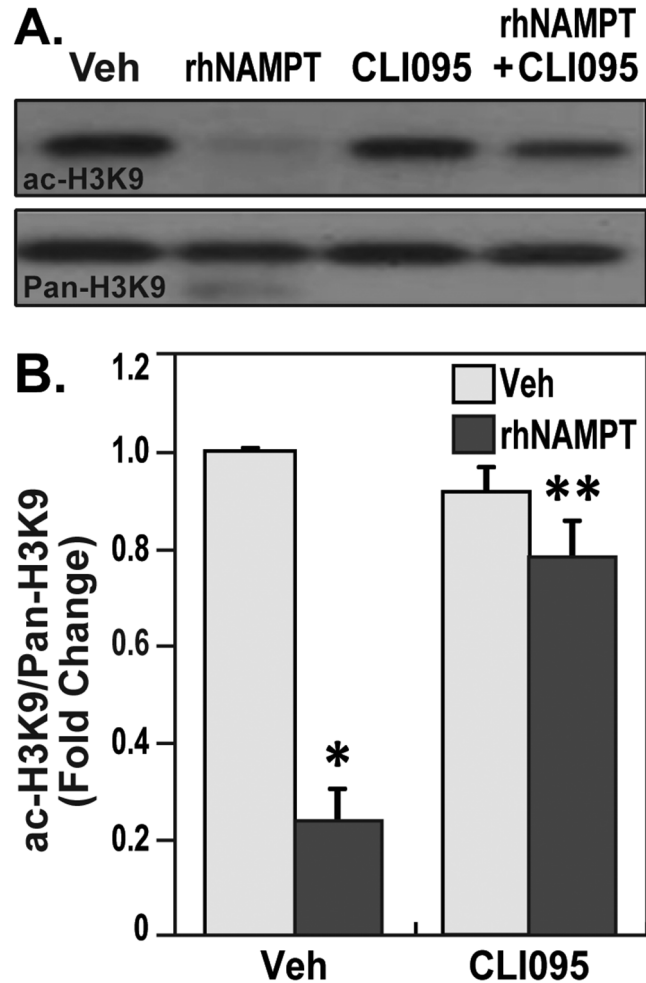 A.
Veh rhNAMPT CLI095 rhNAMPT
+CLI095
ac-H3K9
Pan-H3K9
B.
ac-H3K9/Pan-H3K9
(Fold Change)
1.2
1.0
0.8
0.6
0.4
0.2
0
Veh
rhNAMPT
*
**
Veh CLI095